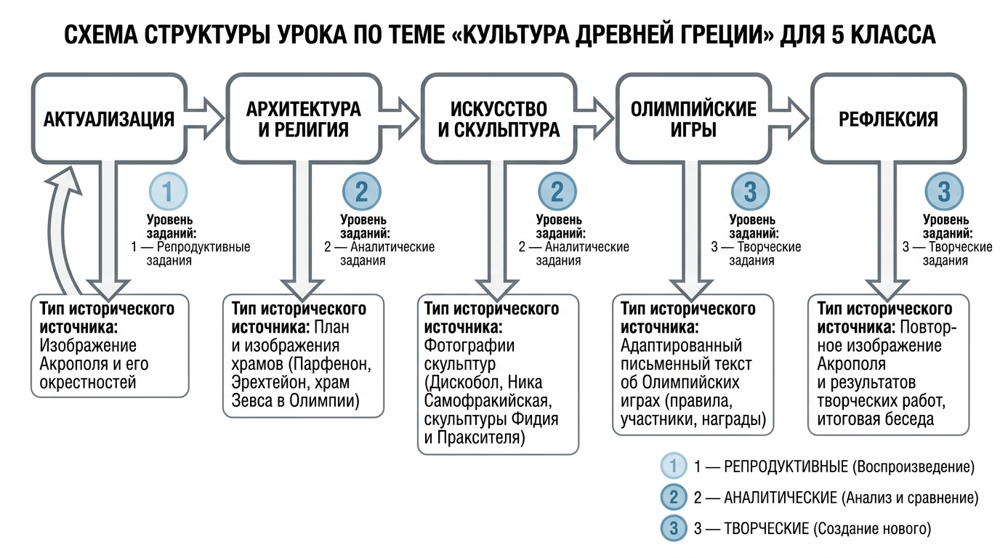 СХЕМА СТРУКТУРЫ УРОКА ПО ТЕМЕ «КУЛЬТУРА ДРЕВНЕЙ ГРЕЦИИ» ДЛЯ 5 КЛАССА
АКТУАЛИЗАЦИЯ
АРХИТЕКТУРА
И РЕЛИГИЯ
ИСКУССТВО
И СКУЛЬПТУРА
ОЛИМПИЙСКИЕ
ИГРЫ
РЕФЛЕКСИЯ
1
Уровень
заданий:
1 — Репродуктивные
задания
2
Уровень
заданий:
2 — Аналитические
задания
2
Уровень
заданий:
2 — Аналитические
задания
3
Уровень
заданий:
3 — Творческие
задания
3
Уровень
заданий:
3 — Творческие
задания
Тип исторического
источника:
Изображение
Акрополя и его
окрестностей
Тип исторического
источника: План
и изображения
храмов (Парфенон,
Эрехтейон, храм
Зевса в Олимпии)
Тип исторического
источника:
Фотографии
скульптур
(Дискобол, Ника
Самофракийская,
скульптуры Фидия
и Праксителя)
Тип исторического
источника:
Адаптированный
письменный текст
об Олимпийских
играх (правила,
участники, награды)
Тип исторического
источника: Повтор-
ное изображение
Акрополя
и результатов
творческих работ,
итоговая беседа
1 1 — РЕПРОДУКТИВНЫЕ (Воспроизведение)
2 2 — АНАЛИТИЧЕСКИЕ (Анализ и сравнение)
3 3 — ТВОРЧЕСКИЕ (Создание нового)